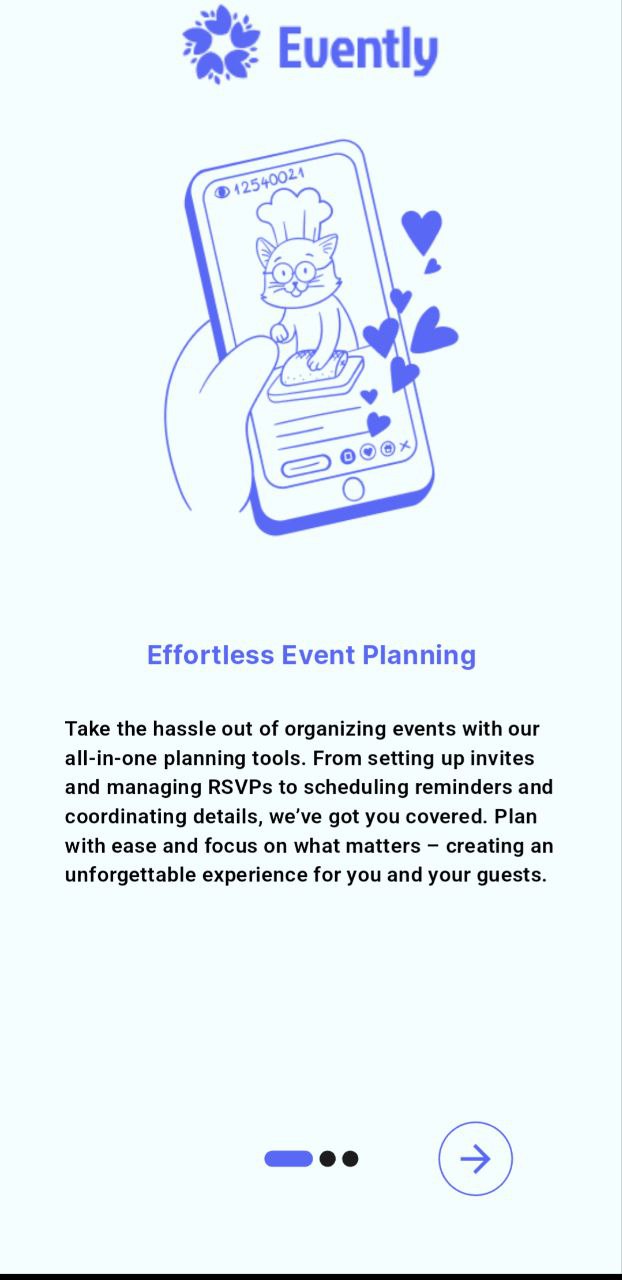 Evently
12540021
Effortless Event Planning
Take the hassle out of organizing events with our
all-in-one planning tools. From setting up invites
and managing RSVPs to scheduling reminders and
coordinating details, we’ve got you covered. Plan
with ease and focus on what matters – creating an
unforgettable experience for you and your guests.